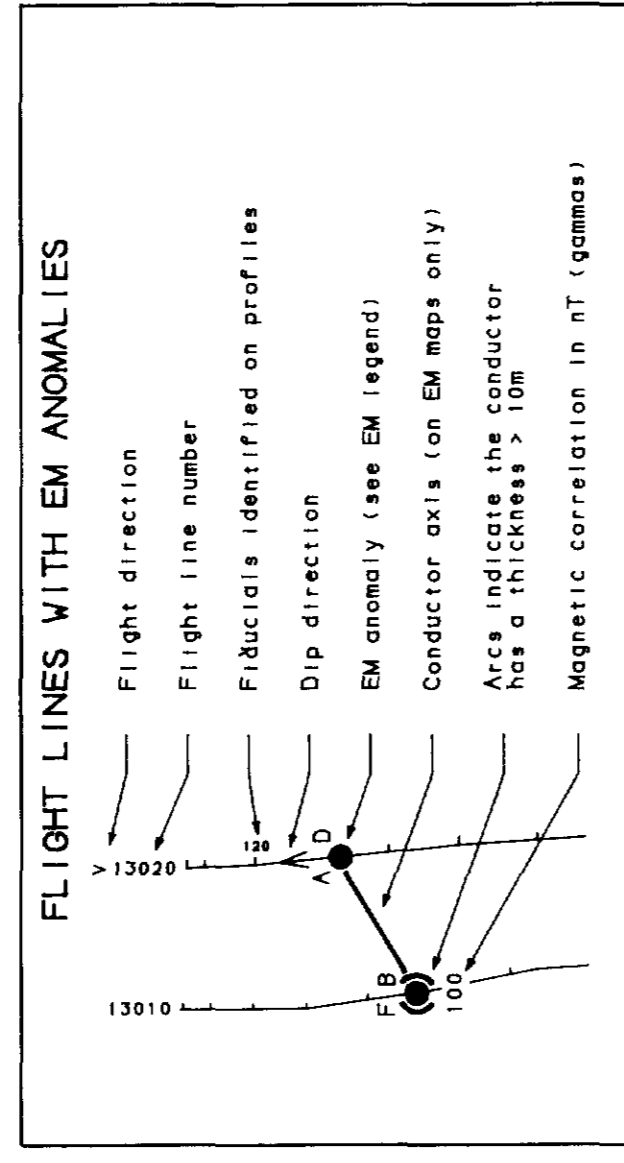 FLIGHT LINES WITH EM ANOMALIES
13010
> 13020
120
A D
F B
100
Flight direction
Flight line number
Fiducials identified on profiles
Dip direction
EM anomaly (see EM legend)
Conductor axis (on EM maps only)
Arcs indicate the conductor
has a thickness > 10m
Magnetic correlation in nT (gammas)